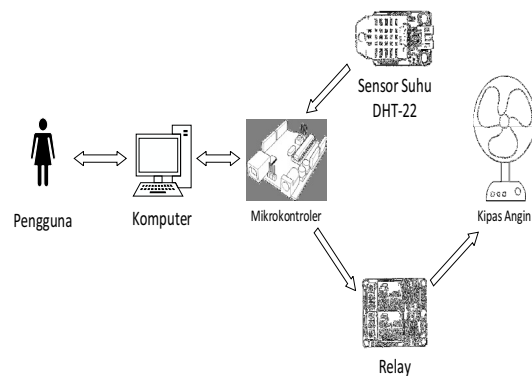 Sensor Suhu
DHT-22
Pengguna
Komputer
Mikrokontroler
Kipas Angin
Relay